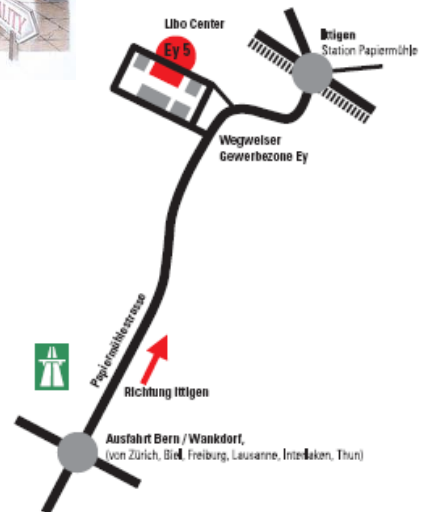 ALITY
Libo Center
Ey 5
Ittigen
Station Papiermühle
Wegweiser
Gewerbezone Ey
Papiermühlestrasse
Richtung Ittigen
Ausfahrt Bern / Wankdorf,
(von Zürich, Biel, Freiburg, Lausanne, Interlaken, Thun)